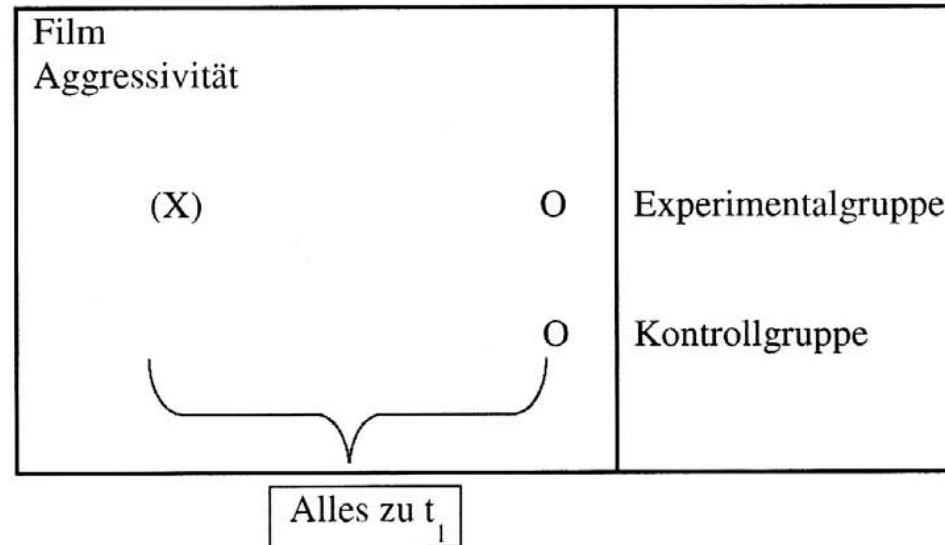 Film
Aggressivität
(X) O Experimentalgruppe
O Kontrollgruppe
Alles zu t₁